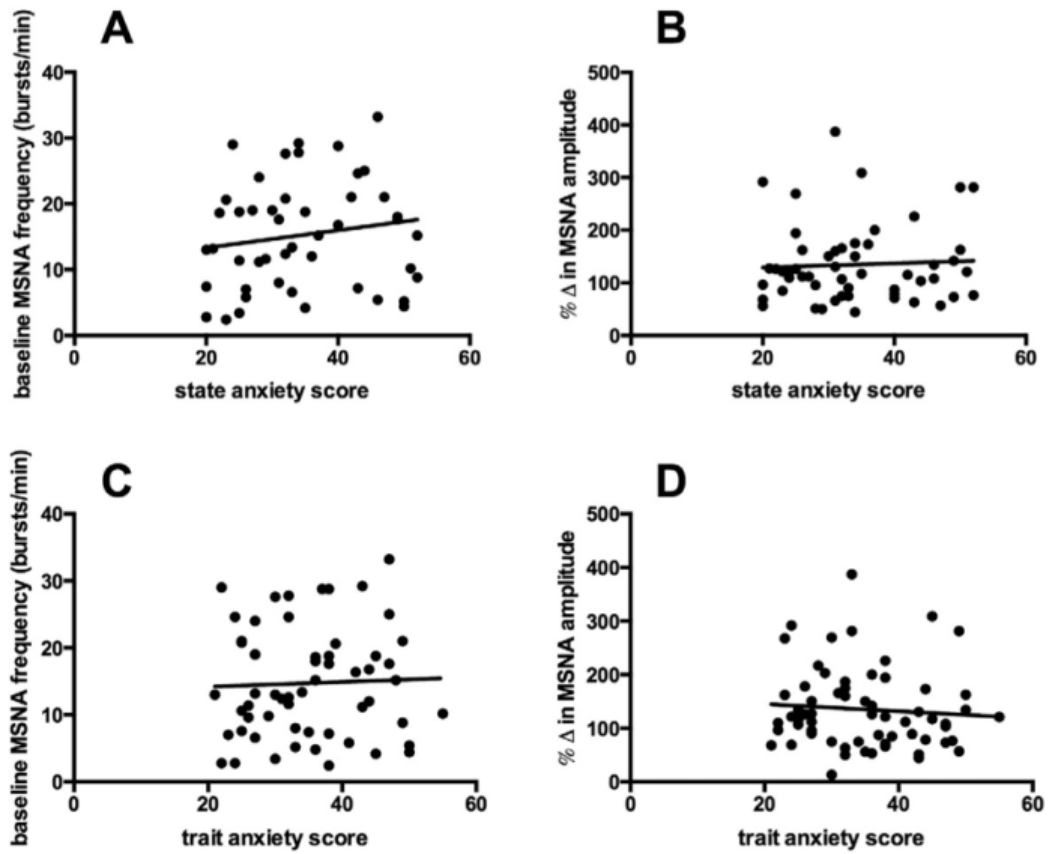 A
baseline MSNA frequency (bursts/min)
40
30
20
10
0
0 20 40 60
state anxiety score
B
% Δ in MSNA amplitude
500
400
300
200
100
0
0 20 40 60
state anxiety score
C
baseline MSNA frequency (bursts/min)
40
30
20
10
0
0 20 40 60
trait anxiety score
D
% Δ in MSNA amplitude
500
400
300
200
100
0
0 20 40 60
trait anxiety score